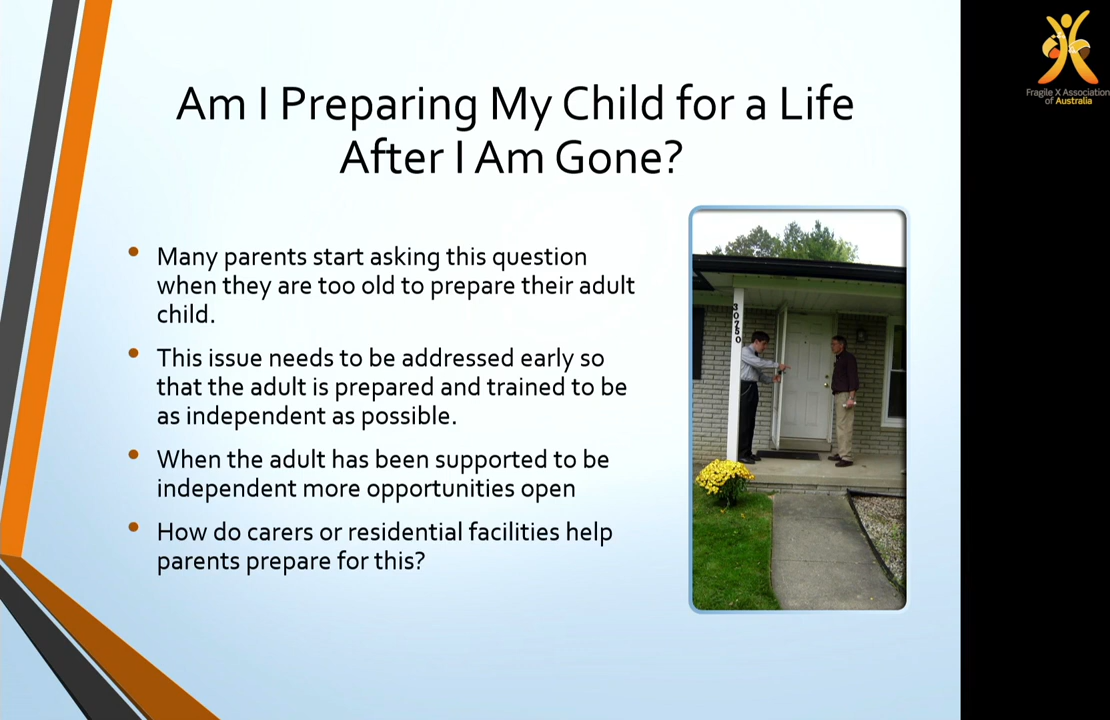 Am I Preparing My Child for a Life
After I Am Gone?
• Many parents start asking this question
when they are too old to prepare their adult
child.
• This issue needs to be addressed early so
that the adult is prepared and trained to be
as independent as possible.
• When the adult has been supported to be
independent more opportunities open
• How do carers or residential facilities help
parents prepare for this?
30750
Fragile X Association
of Australia